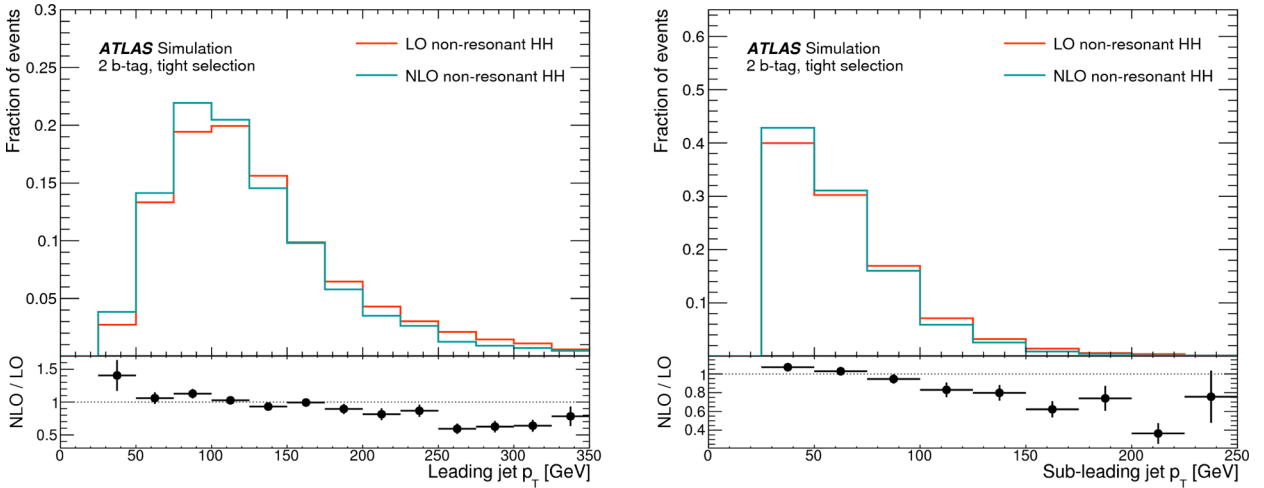 Fraction of events
0.3
0.25
0.2
0.15
0.1
0.05
ATLAS Simulation
2 b-tag, tight selection
LO non-resonant HH
NLO non-resonant HH
NLO / LO
1.5
1
0.5
0 50 100 150 200 250 300 350
Leading jet p_T [GeV]
Fraction of events
0.6
0.5
0.4
0.3
0.2
0.1
ATLAS Simulation
2 b-tag, tight selection
LO non-resonant HH
NLO non-resonant HH
NLO / LO
1
0.8
0.6
0.4
0 50 100 150 200 250
Sub-leading jet p_T [GeV]